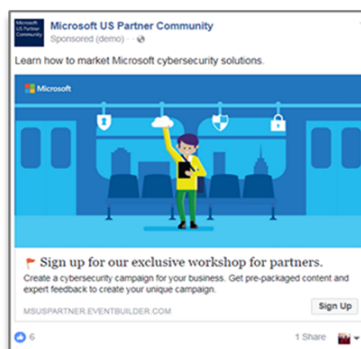 Microsoft
US Partner
Community
Microsoft US Partner Community
Sponsored (demo) ·
Learn how to market Microsoft cybersecurity solutions.
Microsoft
Sign up for our exclusive workshop for partners.
Create a cybersecurity campaign for your business. Get pre-packaged content and
expert feedback to create your unique campaign.
MSUSPARTNER.EVENTBUILDER.COM
Sign Up
6
1 Share